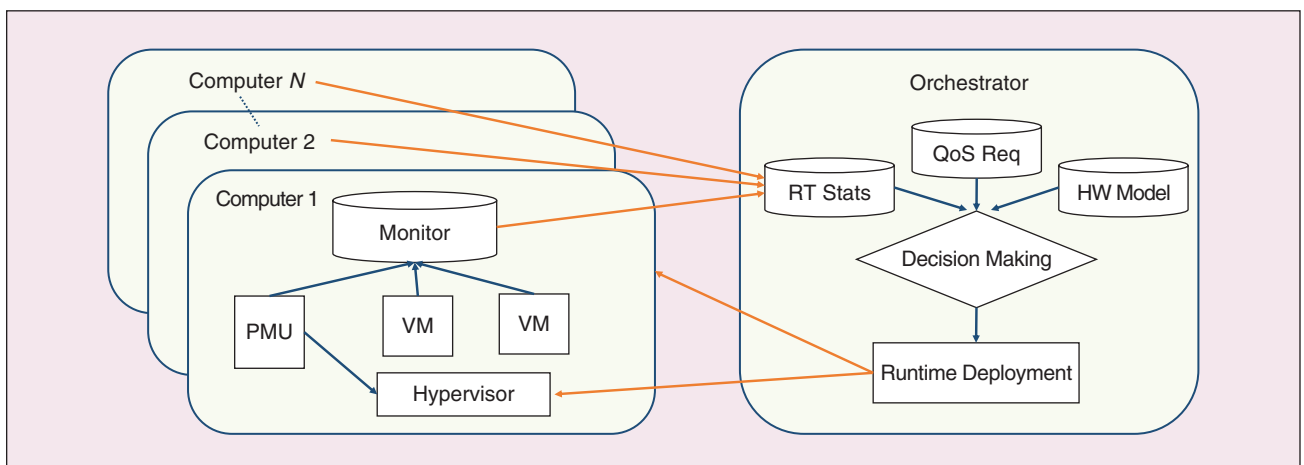 Computer N
Computer 2
Computer 1
Monitor
PMU
VM
VM
Hypervisor
Orchestrator
QoS Req
RT Stats
HW Model
Decision Making
Runtime Deployment